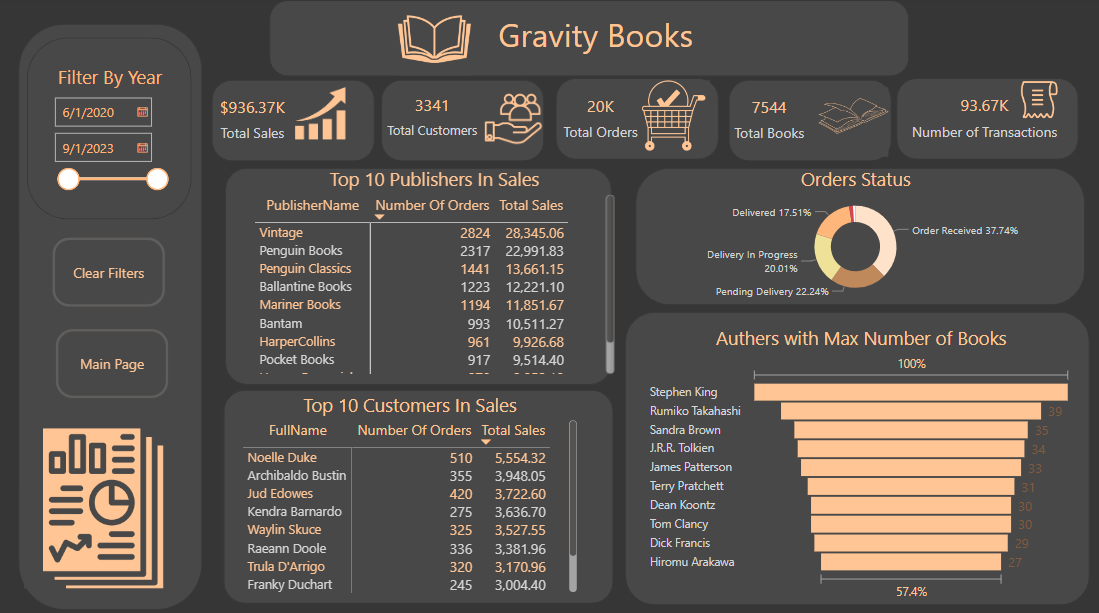 Gravity Books
Filter By Year
6/1/2020
9/1/2023
Clear Filters
Main Page
$936.37K
Total Sales
3341
Total Customers
20K
Total Orders
7544
Total Books
93.67K
Number of Transactions
Top 10 Publishers In Sales
PublisherName Number Of Orders Total Sales
Vintage 2824 28,345.06
Penguin Books 2317 22,991.83
Penguin Classics 1441 13,661.15
Ballantine Books 1223 12,221.10
Mariner Books 1194 11,851.67
Bantam 993 10,511.27
HarperCollins 961 9,926.68
Pocket Books 917 9,514.40
Top 10 Customers In Sales
FullName Number Of Orders Total Sales
Noelle Duke 510 5,554.32
Archibaldo Bustin 355 3,948.05
Jud Edowes 420 3,722.60
Kendra Barnardo 275 3,636.70
Waylin Skuce 325 3,527.55
Raeann Doole 336 3,381.96
Trula D'Arrigo 320 3,170.96
Franky Duchart 245 3,004.40
Orders Status
Delivered 17.51%
Order Received 37.74%
Delivery In Progress
20.01%
Pending Delivery 22.24%
Authers with Max Number of Books
100%
Stephen King
Rumiko Takahashi 39
Sandra Brown 35
J.R.R. Tolkien 34
James Patterson 33
Terry Pratchett 31
Dean Koontz 30
Tom Clancy 30
Dick Francis 29
Hiromu Arakawa 27
57.4%